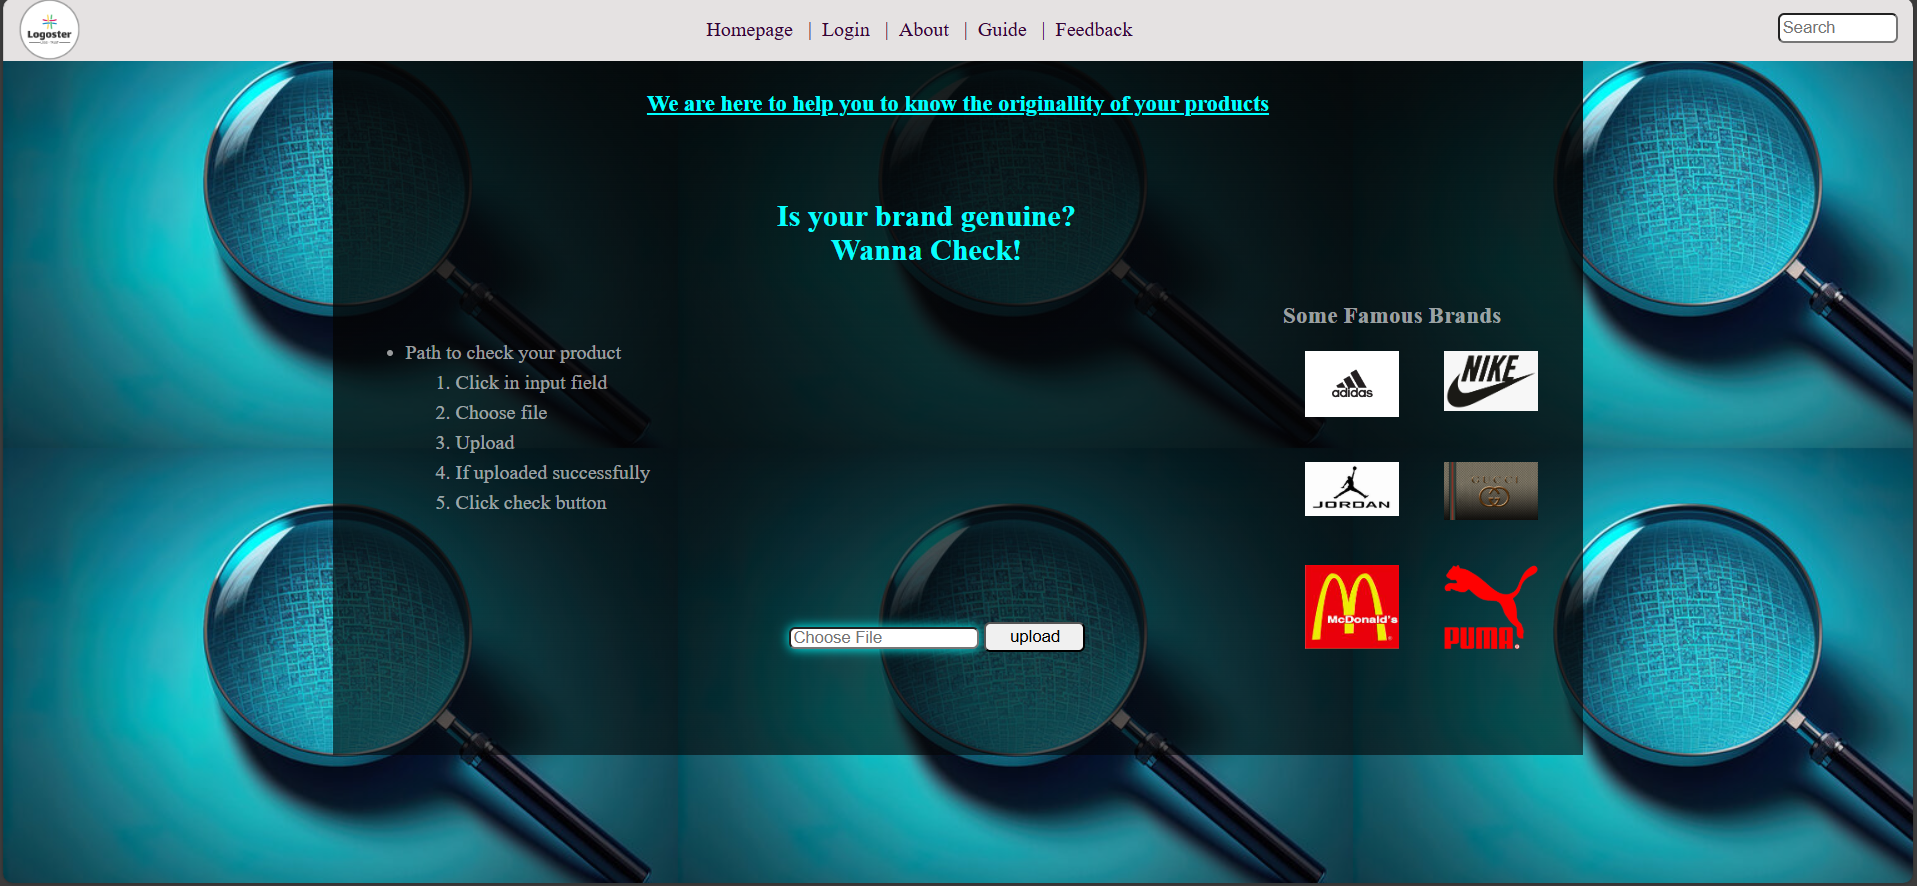 Logoster
Homepage | Login | About | Guide | Feedback
Search
We are here to help you to know the originallity of your products
Is your brand genuine?
Wanna Check!
Some Famous Brands
• Path to check your product
1. Click in input field
2. Choose file
3. Upload
4. If uploaded successfully
5. Click check button
adidas
NIKE
JORDAN
GUCCI
McDonald's
PUMA
Choose File
upload